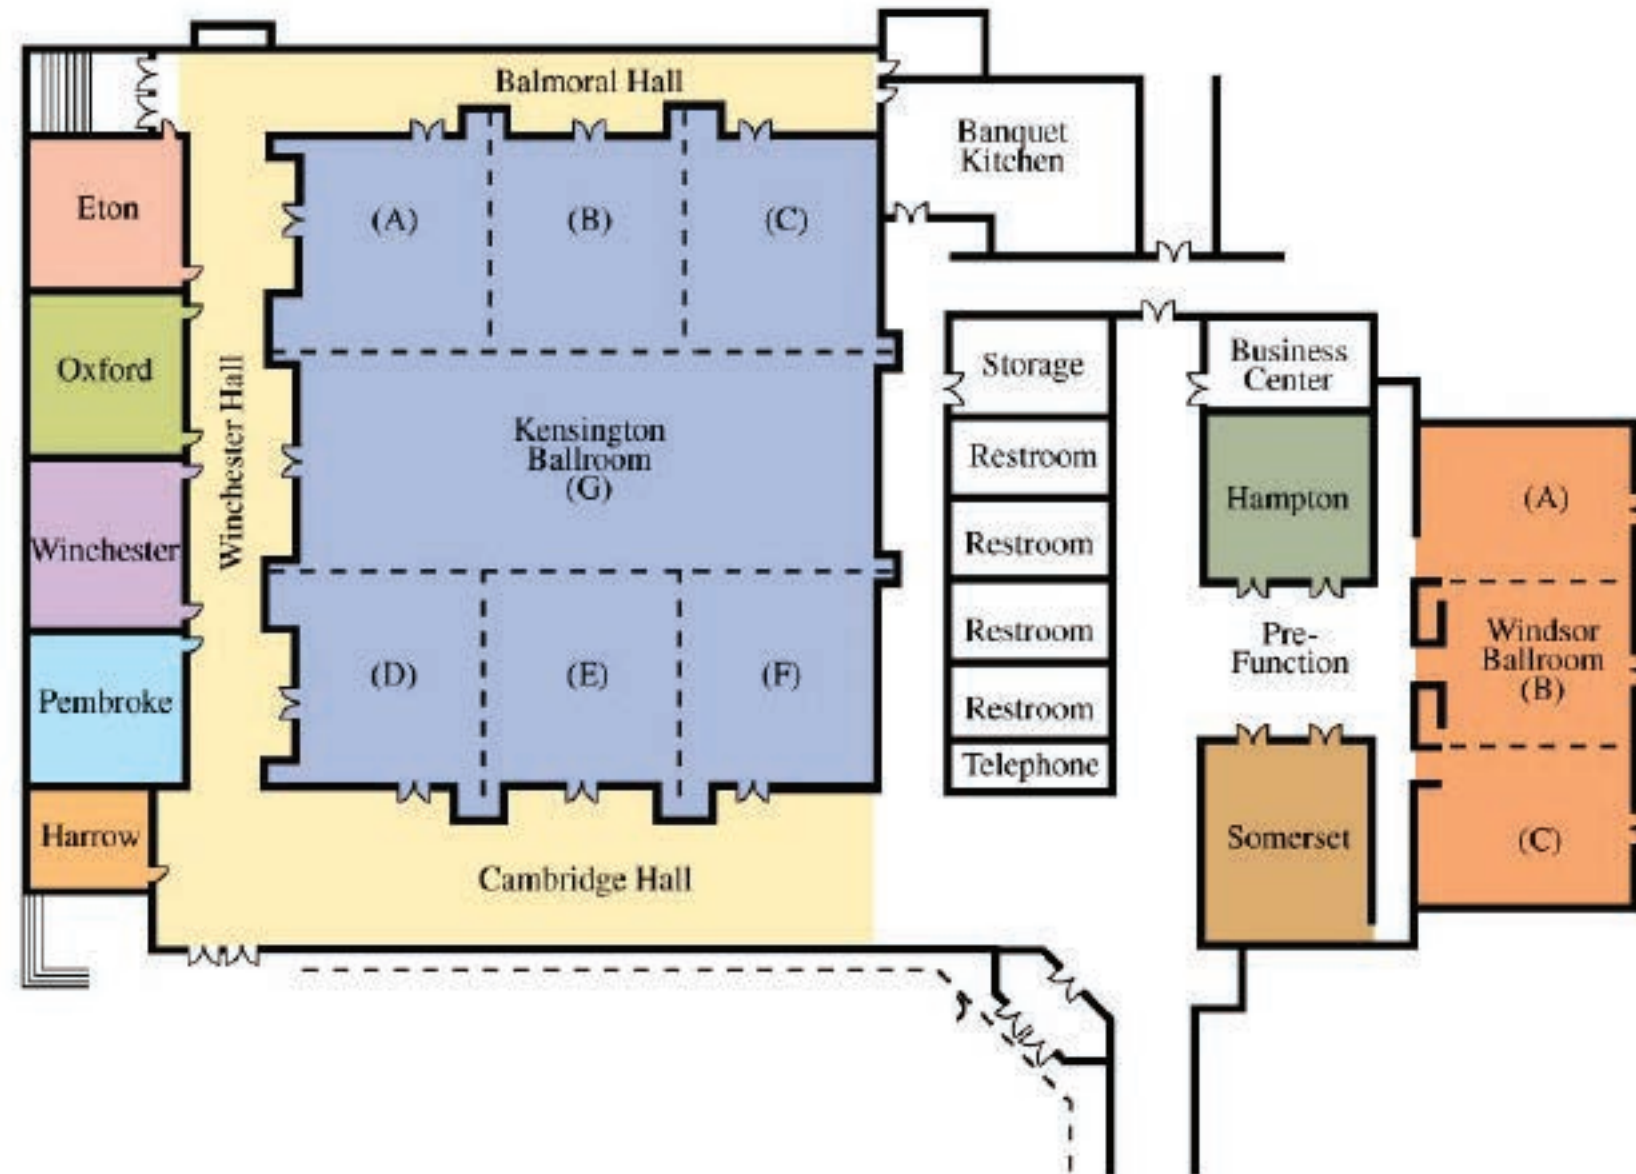 Balmoral Hall
Banquet
Kitchen
Eton
(A)
(B)
(C)
Oxford
Winchester Hall
Storage
Business
Center
Kensington
Ballroom
(G)
Restroom
Hampton
(A)
Winchester
Restroom
Pre-
Function
Windsor
Ballroom
(B)
Restroom
Pembroke
(D)
(E)
(F)
Restroom
Telephone
Harrow
Somerset
(C)
Cambridge Hall